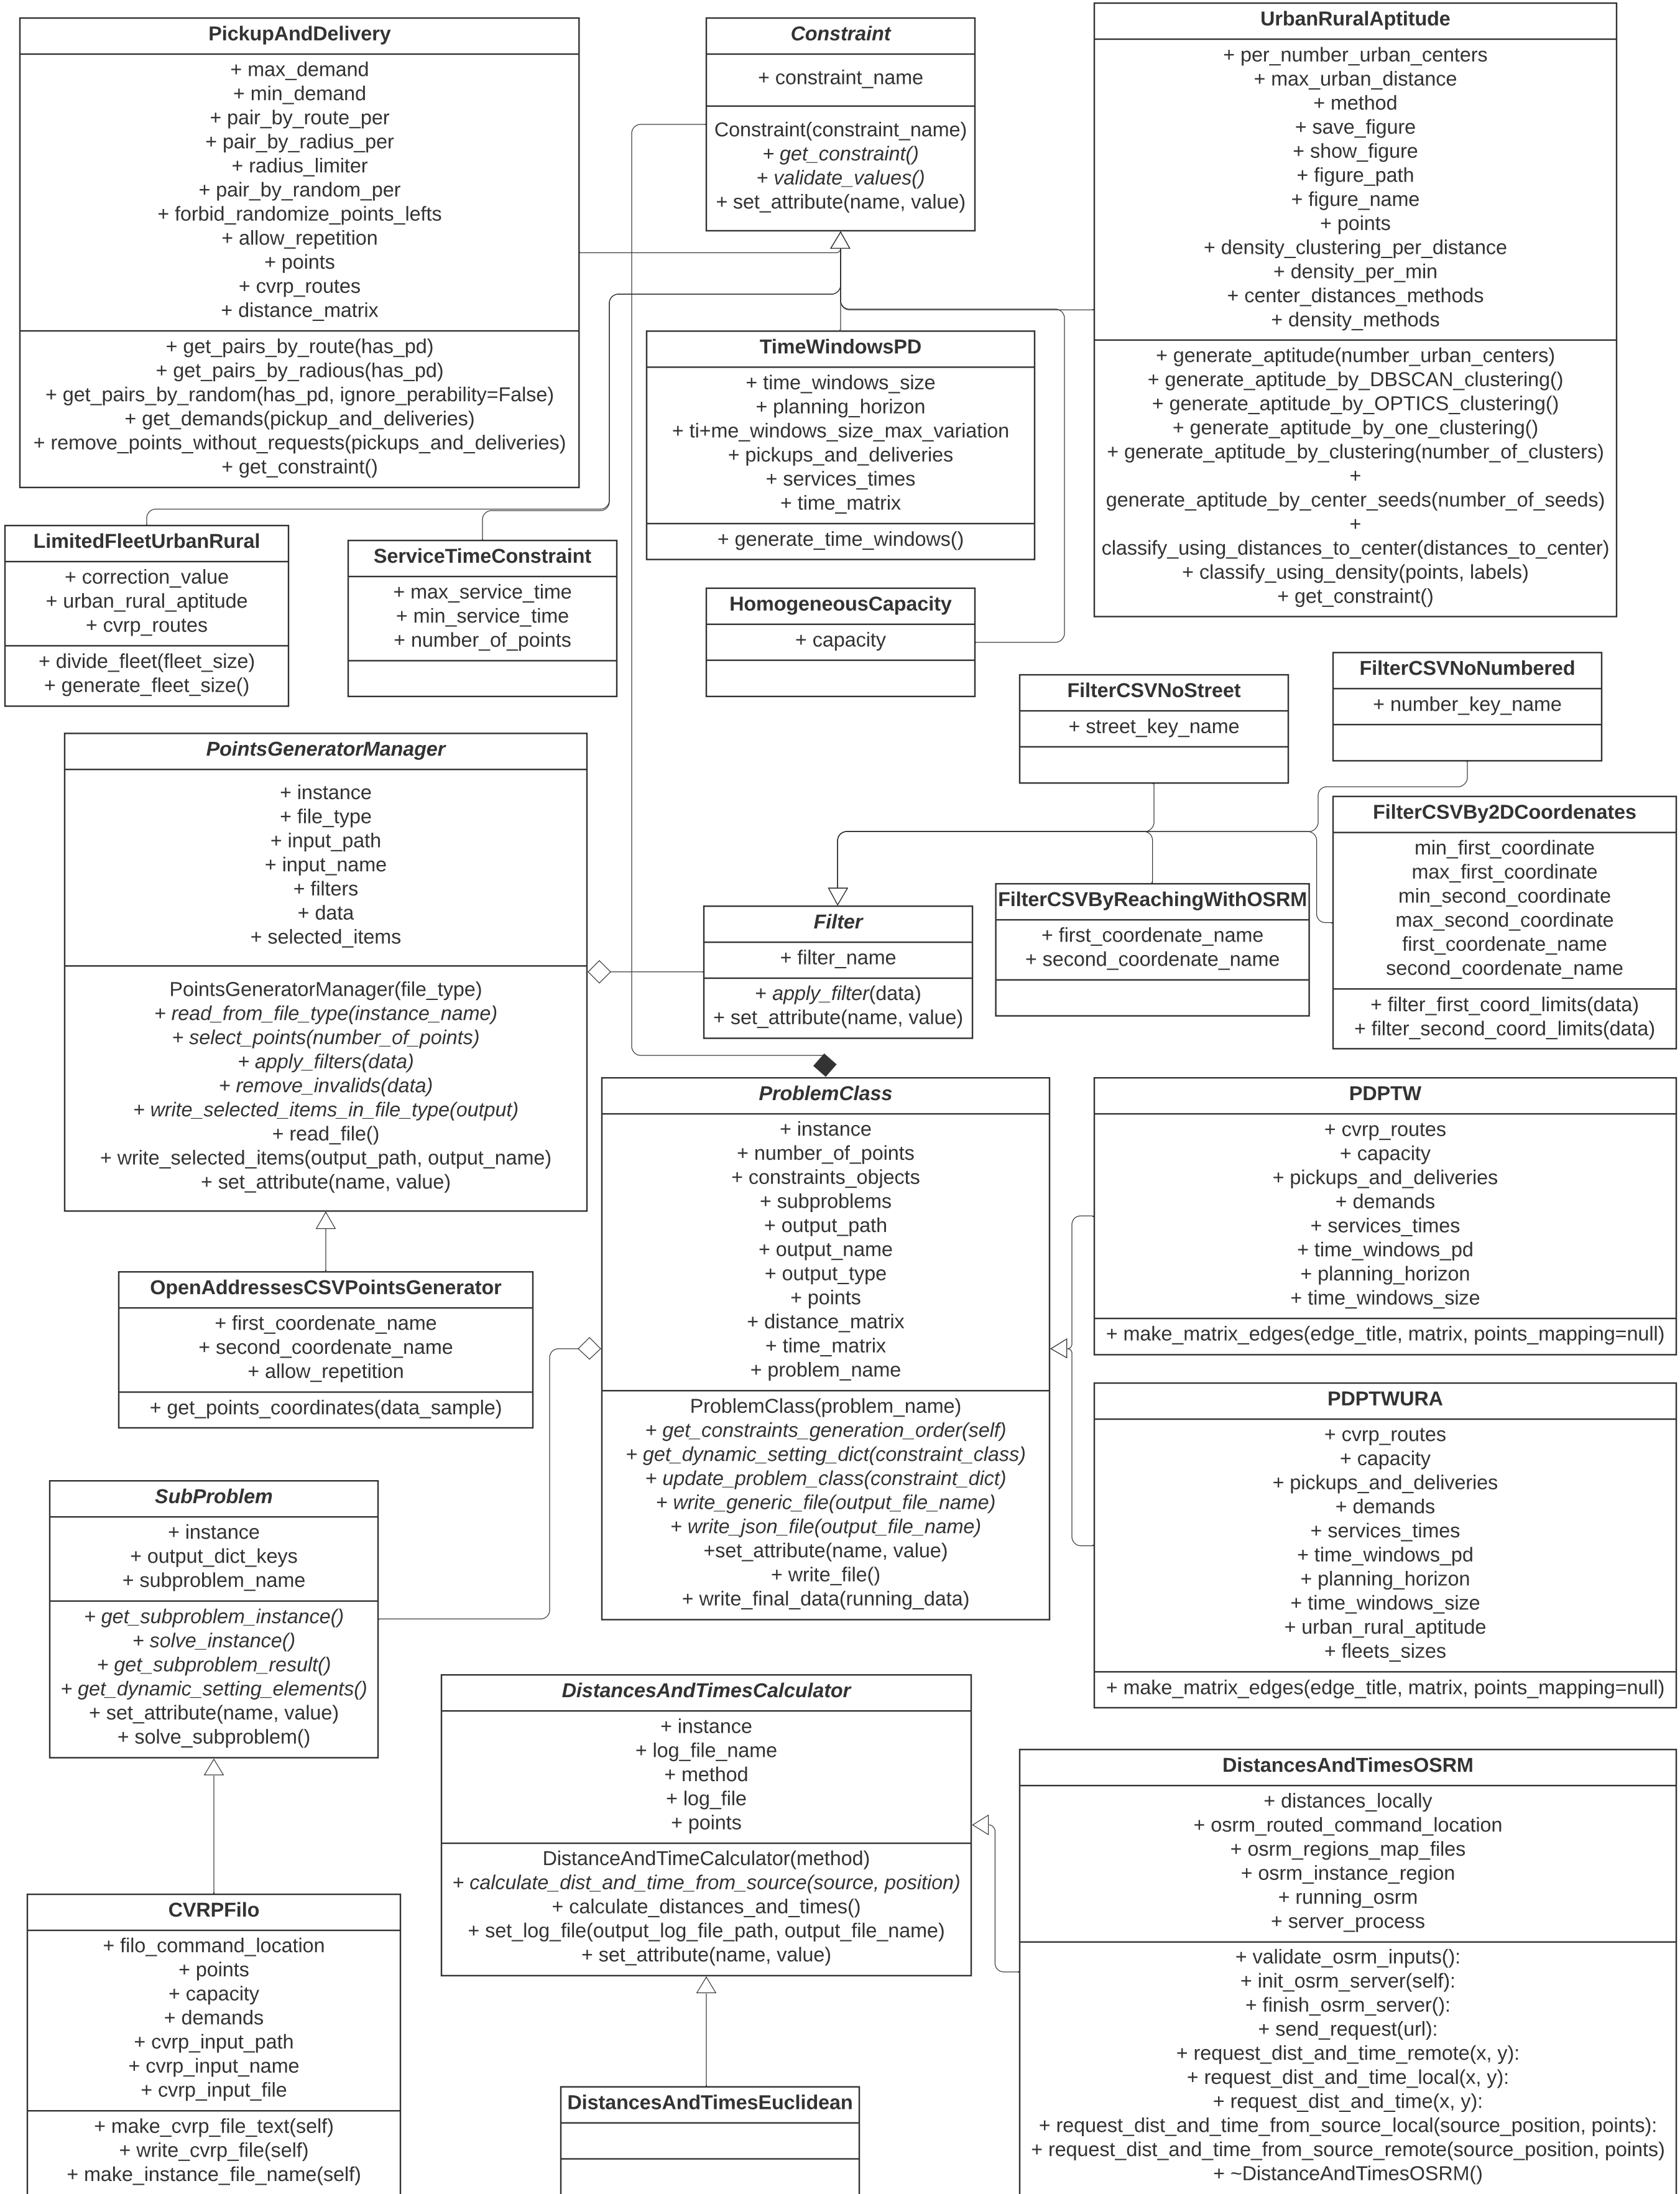 PickupAndDelivery
+ max_demand
+ min_demand
+ pair_by_route_per
+ pair_by_radius_per
+ radius_limiter
+ pair_by_random_per
+ forbid_randomize_points_lefts
+ allow_repetition
+ points
+ cvrp_routes
+ distance_matrix
+ get_pairs_by_route(has_pd)
+ get_pairs_by_radious(has_pd)
+ get_pairs_by_random(has_pd, ignore_perability=False)
+ get_demands(pickup_and_deliveries)
+ remove_points_without_requests(pickups_and_deliveries)
+ get_constraint()
Constraint
+ constraint_name
Constraint(constraint_name)
+ get_constraint()
+ validate_values()
+ set_attribute(name, value)
UrbanRuralAptitude
+ per_number_urban_centers
+ max_urban_distance
+ method
+ save_figure
+ show_figure
+ figure_path
+ figure_name
+ points
+ density_clustering_per_distance
+ density_per_min
+ center_distances_methods
+ density_methods
+ generate_aptitude(number_urban_centers)
+ generate_aptitude_by_DBSCAN_clustering()
+ generate_aptitude_by_OPTICS_clustering()
+ generate_aptitude_by_one_clustering()
+ generate_aptitude_by_clustering(number_of_clusters)
+
generate_aptitude_by_center_seeds(number_of_seeds)
+
classify_using_distances_to_center(distances_to_center)
+ classify_using_density(points, labels)
+ get_constraint()
TimeWindowsPD
+ time_windows_size
+ planning_horizon
+ ti+me_windows_size_max_variation
+ pickups_and_deliveries
+ services_times
+ time_matrix
+ generate_time_windows()
LimitedFleetUrbanRural
+ correction_value
+ urban_rural_aptitude
+ cvrp_routes
+ divide_fleet(fleet_size)
+ generate_fleet_size()
ServiceTimeConstraint
+ max_service_time
+ min_service_time
+ number_of_points
HomogeneousCapacity
+ capacity
FilterCSVNoStreet
+ street_key_name
FilterCSVNoNumbered
+ number_key_name
PointsGeneratorManager
+ instance
+ file_type
+ input_path
+ input_name
+ filters
+ data
+ selected_items
PointsGeneratorManager(file_type)
+ read_from_file_type(instance_name)
+ select_points(number_of_points)
+ apply_filters(data)
+ remove_invalids(data)
+ write_selected_items_in_file_type(output)
+ read_file()
+ write_selected_items(output_path, output_name)
+ set_attribute(name, value)
Filter
+ filter_name
+ apply_filter(data)
+ set_attribute(name, value)
FilterCSVByReachingWithOSRM
+ first_coordenate_name
+ second_coordenate_name
FilterCSVBy2DCoordenates
min_first_coordinate
max_first_coordinate
min_second_coordinate
max_second_coordinate
first_coordenate_name
second_coordenate_name
+ filter_first_coord_limits(data)
+ filter_second_coord_limits(data)
OpenAddressesCSVPointsGenerator
+ first_coordenate_name
+ second_coordenate_name
+ allow_repetition
+ get_points_coordinates(data_sample)
ProblemClass
+ instance
+ number_of_points
+ constraints_objects
+ subproblems
+ output_path
+ output_name
+ output_type
+ points
+ distance_matrix
+ time_matrix
+ problem_name
ProblemClass(problem_name)
+ get_constraints_generation_order(self)
+ get_dynamic_setting_dict(constraint_class)
+ update_problem_class(constraint_dict)
+ write_generic_file(output_file_name)
+ write_json_file(output_file_name)
+set_attribute(name, value)
+ write_file()
+ write_final_data(running_data)
PDPTW
+ cvrp_routes
+ capacity
+ pickups_and_deliveries
+ demands
+ services_times
+ time_windows_pd
+ planning_horizon
+ time_windows_size
+ make_matrix_edges(edge_title, matrix, points_mapping=null)
PDPTWURA
+ cvrp_routes
+ capacity
+ pickups_and_deliveries
+ demands
+ services_times
+ time_windows_pd
+ planning_horizon
+ time_windows_size
+ urban_rural_aptitude
+ fleets_sizes
+ make_matrix_edges(edge_title, matrix, points_mapping=null)
SubProblem
+ instance
+ output_dict_keys
+ subproblem_name
+ get_subproblem_instance()
+ solve_instance()
+ get_subproblem_result()
+ get_dynamic_setting_elements()
+ set_attribute(name, value)
+ solve_subproblem()
DistancesAndTimesCalculator
+ instance
+ log_file_name
+ method
+ log_file
+ points
DistanceAndTimeCalculator(method)
+ calculate_dist_and_time_from_source(source, position)
+ calculate_distances_and_times()
+ set_log_file(output_log_file_path, output_file_name)
+ set_attribute(name, value)
DistancesAndTimesOSRM
+ distances_locally
+ osrm_routed_command_location
+ osrm_regions_map_files
+ osrm_instance_region
+ running_osrm
+ server_process
+ validate_osrm_inputs():
+ init_osrm_server(self):
+ finish_osrm_server():
+ send_request(url):
+ request_dist_and_time_remote(x, y):
+ request_dist_and_time_local(x, y):
+ request_dist_and_time(x, y):
+ request_dist_and_time_from_source_local(source_position, points):
+ request_dist_and_time_from_source_remote(source_position, points)
+ ~DistanceAndTimesOSRM()
CVRPFilo
+ filo_command_location
+ points
+ capacity
+ demands
+ cvrp_input_path
+ cvrp_input_name
+ cvrp_input_file
+ make_cvrp_file_text(self)
+ write_cvrp_file(self)
+ make_instance_file_name(self)
DistancesAndTimesEuclidean